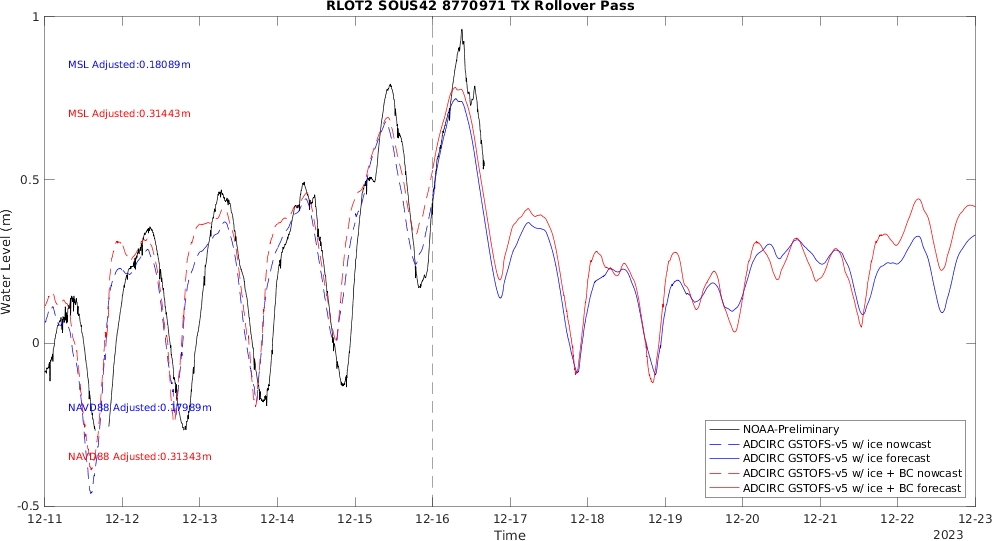 RLOT2 SOUS42 8770971 TX Rollover Pass
1
MSL Adjusted:0.18089m
MSL Adjusted:0.31443m
0.5
Water Level (m)
0
NAVD88 Adjusted:0.17989m
NAVD88 Adjusted:0.31343m
-0.5
NOAA-Preliminary
ADCIRC GSTOFS-v5 w/ ice nowcast
ADCIRC GSTOFS-v5 w/ ice forecast
ADCIRC GSTOFS-v5 w/ ice + BC nowcast
ADCIRC GSTOFS-v5 w/ ice + BC forecast
12-11 12-12 12-13 12-14 12-15 12-16 12-17 12-18 12-19 12-20 12-21 12-22 12-23
Time
2023